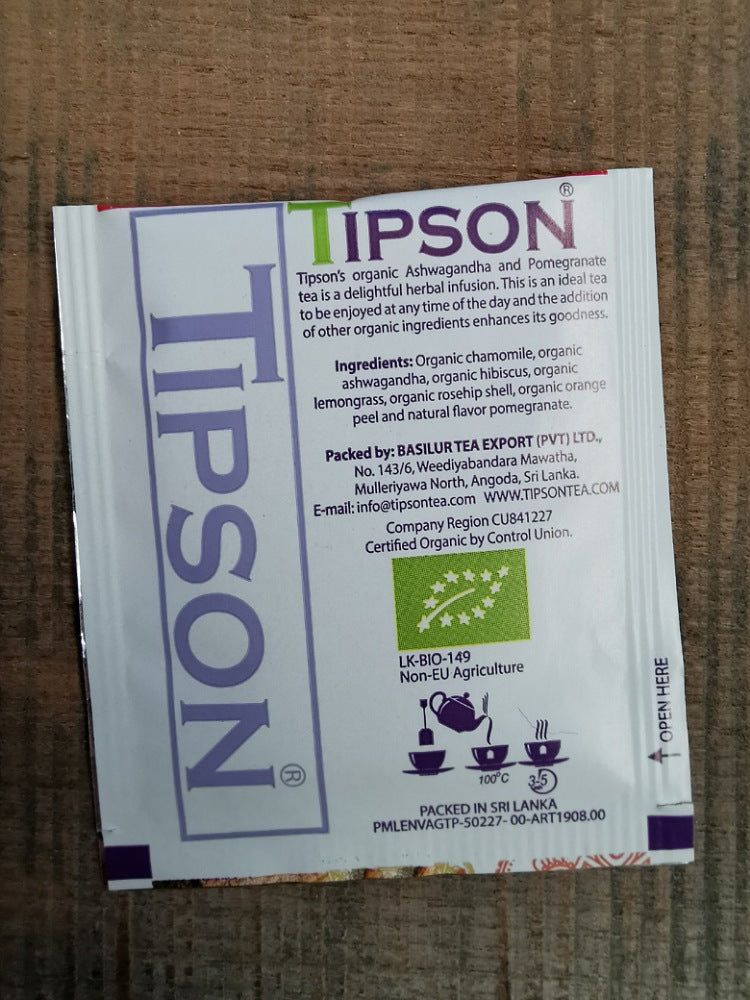 TIPSON®
TIPSON®
Tipson's organic Ashwagandha and Pomegranate
tea is a delightful herbal infusion. This is an ideal tea
to be enjoyed at any time of the day and the addition
of other organic ingredients enhances its goodness.
Ingredients: Organic chamomile, organic
ashwagandha, organic hibiscus, organic
lemongrass, organic rosehip shell, organic orange
peel and natural flavor pomegranate.
Packed by: BASILUR TEA EXPORT (PVT) LTD.,
No. 143/6, Weediyabandara Mawatha,
Mulleriyawa North, Angoda, Sri Lanka.
E-mail: info@tipsontea.com WWW.TIPSONTEA.COM
Company Region CU841227
Certified Organic by Control Union.
LK-BIO-149
Non-EU Agriculture
100°C
3-5
OPEN HERE
PACKED IN SRI LANKA
PMLENVAGTP-50227- 00-ART1908.00